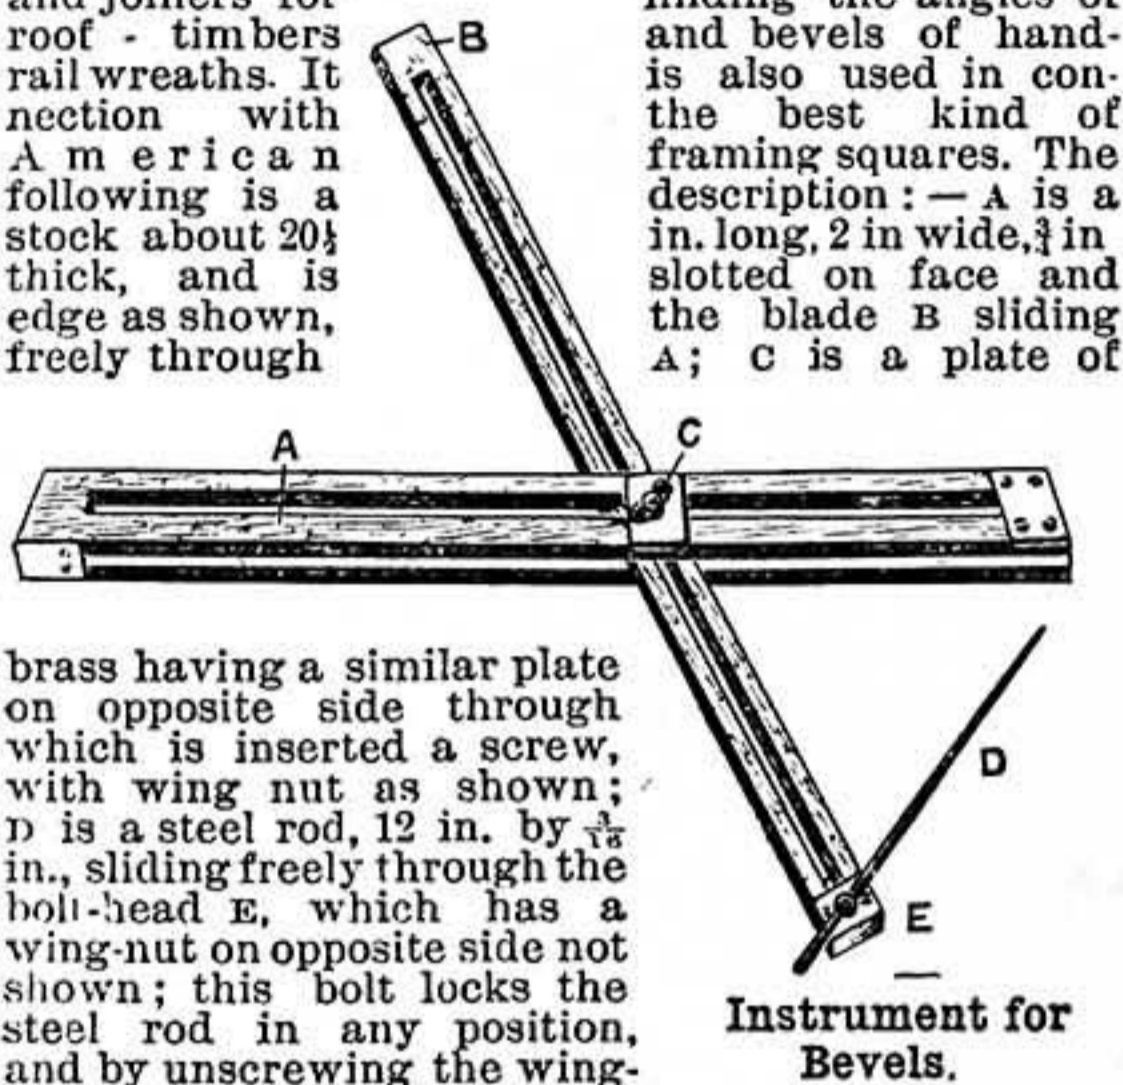 and joiners for finding the angles of
roof - timbers and bevels of hand-
rail wreaths. It is also used in con-
nection with the best kind of
American framing squares. The
following is a description : — A is a
stock about 20½ in. long, 2 in wide, ¾ in
thick, and is slotted on face and
edge as shown, the blade B sliding
freely through A; C is a plate of
B
A
C
brass having a similar plate
on opposite side through
which is inserted a screw,
with wing nut as shown;
D is a steel rod, 12 in. by 3/16
in., sliding freely through the
bolt-head E, which has a
wing-nut on opposite side not
shown; this bolt locks the
steel rod in any position,
and by unscrewing the wing-
D
E
Instrument for
Bevels.